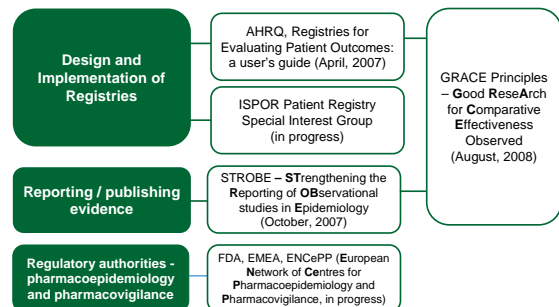 Design and
Implementation of
Registries
AHRQ, Registries for
Evaluating Patient Outcomes:
a user's guide (April, 2007)
ISPOR Patient Registry
Special Interest Group
(in progress)
GRACE Principles
– Good ReseArch
for Comparative
Effectiveness
Observed
(August, 2008)
Reporting / publishing
evidence
STROBE – STrengthening the
Reporting of OBservational
studies in Epidemiology
(October, 2007)
Regulatory authorities -
pharmacoepidemiology
and pharmacovigilance
FDA, EMEA, ENCePP (European
Network of Centres for
Pharmacoepidemiology and
Pharmacovigilance, in progress)